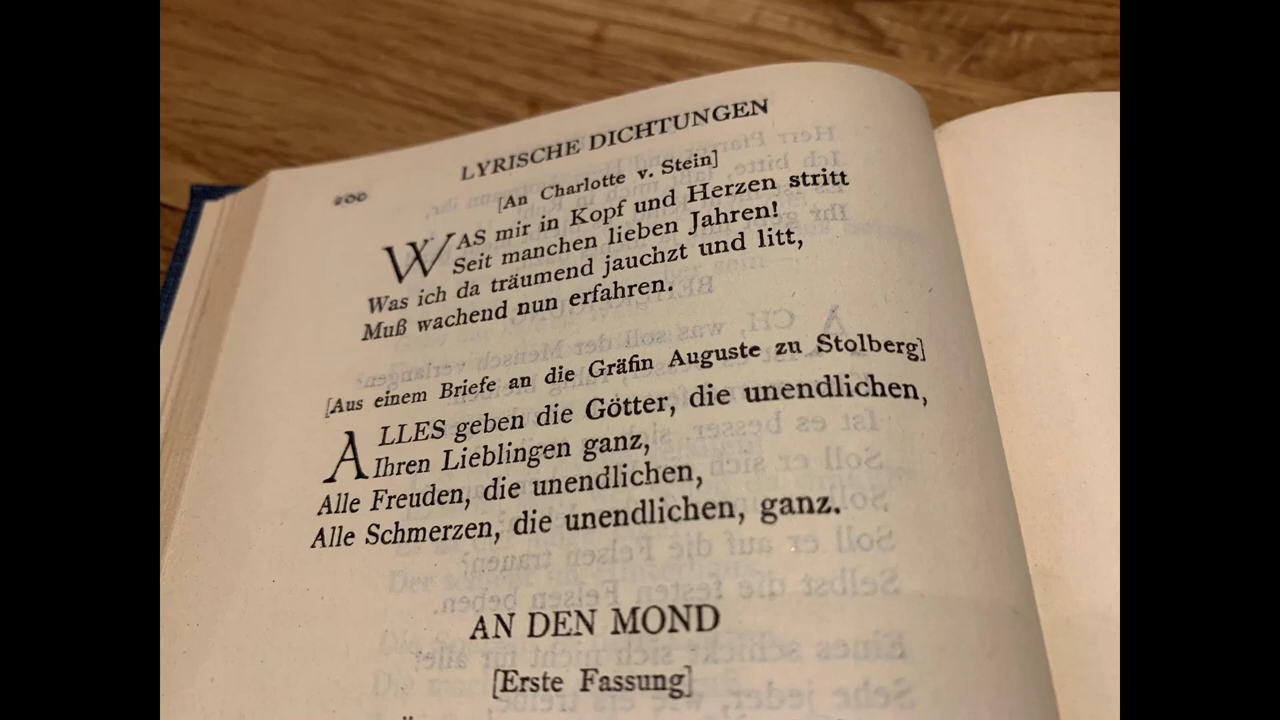 LYRISCHE DICHTUNGEN
200
[An Charlotte v. Stein]
WAS mir in Kopf und Herzen stritt
Seit manchen lieben Jahren!
Was ich da träumend jauchzt und litt,
Muß wachend nun erfahren.
[Aus einem Briefe an die Gräfin Auguste zu Stolberg]
ALLES geben die Götter, die unendlichen,
Ihren Lieblingen ganz,
Alle Freuden, die unendlichen,
Alle Schmerzen, die unendlichen, ganz.
AN DEN MOND
[Erste Fassung]